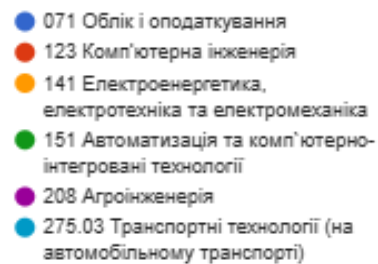 071 Облік і оподаткування
123 Комп'ютерна інженерія
141 Електроенергетика,
електротехніка та електромеханіка
151 Автоматизація та комп`ютерно-
інтегровані технології
208 Агроінженерія
275.03 Транспортні технології (на
автомобільному транспорті)